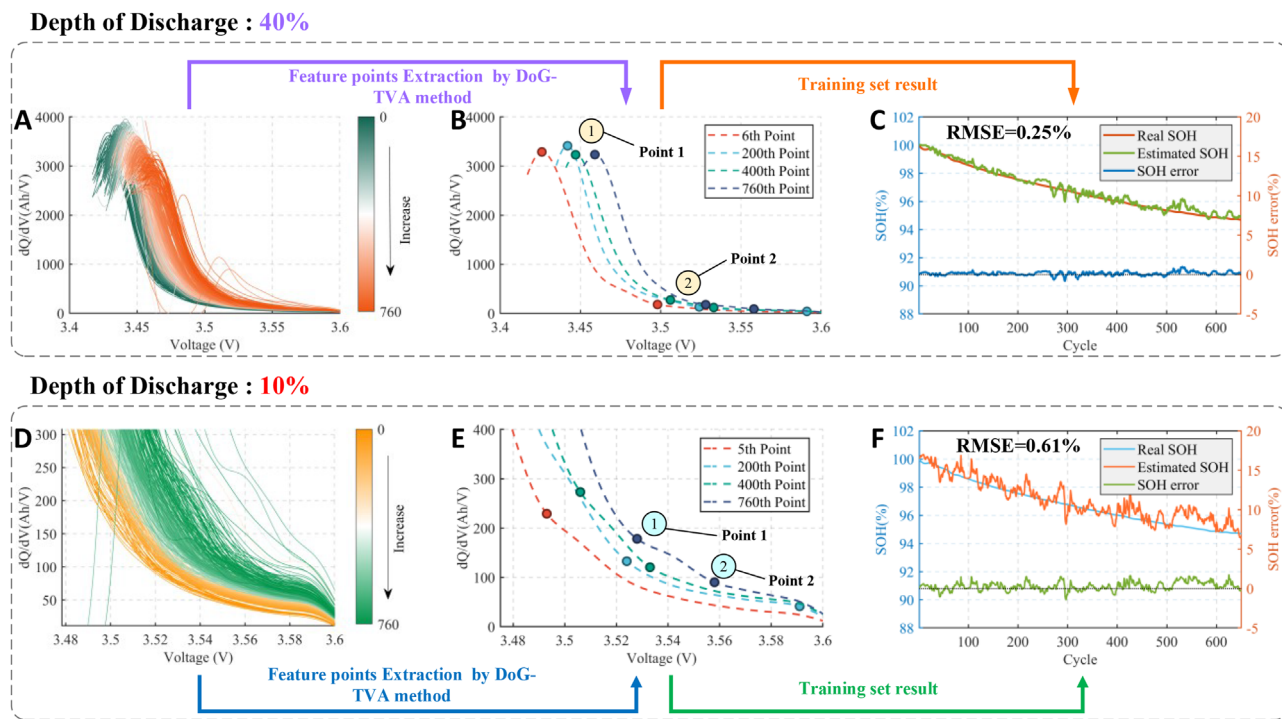 Depth of Discharge : 40%
Feature points Extraction by DoG-
TVA method
Training set result
A
4000
3000
2000
1000
0
3.4
3.45
3.5
3.55
3.6
dQ/dV(Ah/V)
Voltage (V)
0
Increase
760
B
4000
3000
2000
1000
0
3.4
3.45
3.5
3.55
3.6
dQ/dV(Ah/V)
Voltage (V)
1
Point 1
2
Point 2
6th Point
200th Point
400th Point
760th Point
C
RMSE=0.25%
Real SOH
Estimated SOH
SOH error
102
100
98
96
94
92
90
88
SOH(%)
20
15
10
5
0
-5
SOH error(%)
100
200
300
400
500
600
Cycle
Depth of Discharge : 10%
D
300
250
200
150
100
50
3.48
3.5
3.52
3.54
3.56
3.58
3.6
dQ/dV(Ah/V)
Voltage (V)
0
Increase
760
E
400
300
200
100
0
3.475
3.5
3.525
3.55
3.575
3.6
dQ/dV(Ah/V)
Voltage (V)
1
Point 1
2
Point 2
5th Point
200th Point
400th Point
760th Point
F
RMSE=0.61%
Real SOH
Estimated SOH
SOH error
102
100
98
96
94
92
90
88
SOH(%)
20
15
10
5
0
-5
SOH error(%)
100
200
300
400
500
600
Cycle
Feature points Extraction by DoG-
TVA method
Training set result